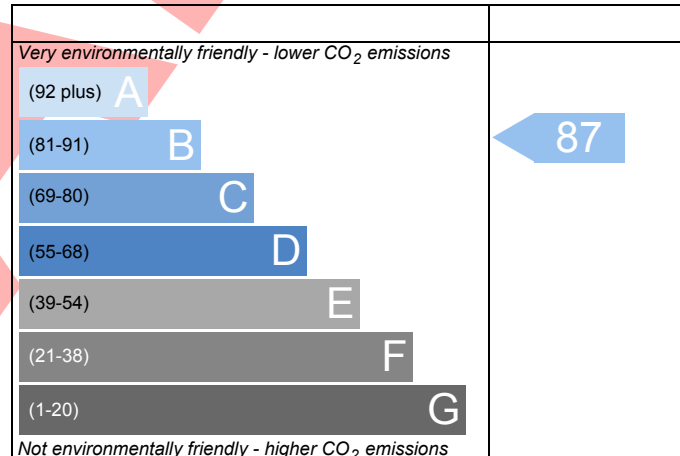 Very environmentally friendly - lower CO2 emissions
(92 plus) A
(81-91) B
87
(69-80) C
(55-68) D
(39-54) E
(21-38) F
(1-20) G
Not environmentally friendly - higher CO2 emissions